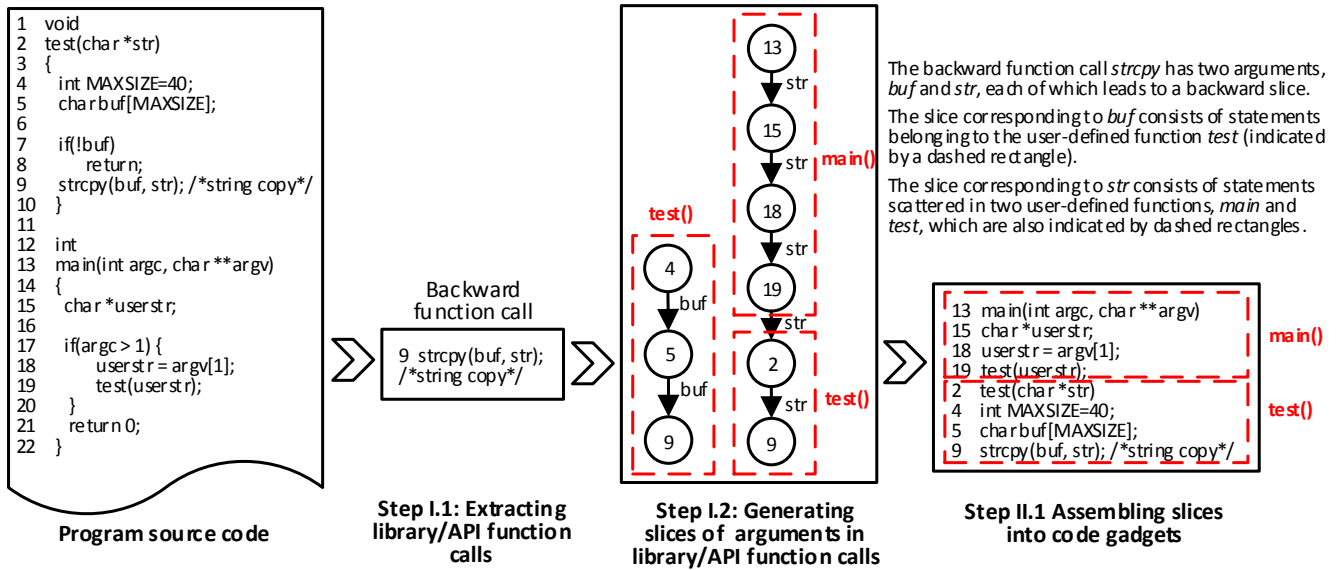 1 void
2 test(char *str)
3 {
4 int MAXSIZE=40;
5 char buf[MAXSIZE];
6
7 if(!buf)
8 return;
9 strcpy(buf, str); /*string copy*/
10 }
11
12 int
13 main(int argc, char **argv)
14 {
15 char *userstr;
16
17 if(argc > 1) {
18 userstr = argv[1];
19 test(userstr);
20 }
21 return 0;
22 }
Program source code
Backward
function call
9 strcpy(buf, str);
/*string copy*/
Step I.1: Extracting
library/API function
calls
test()
4
buf
5
buf
9
13
str
15
str
18
str
19
str
2
str
9
main()
test()
Step I.2: Generating
slices of arguments in
library/API function calls
The backward function call strcpy has two arguments,
buf and str, each of which leads to a backward slice.
The slice corresponding to buf consists of statements
belonging to the user-defined function test (indicated
by a dashed rectangle).
The slice corresponding to str consists of statements
scattered in two user-defined functions, main and
test, which are also indicated by dashed rectangles.
13 main(int argc, char **argv)
15 char *userstr;
18 userstr = argv[1];
19 test(userstr);
main()
2 test(char *str)
4 int MAXSIZE=40;
5 char buf[MAXSIZE];
9 strcpy(buf, str); /*string copy*/
test()
Step II.1 Assembling slices
into code gadgets